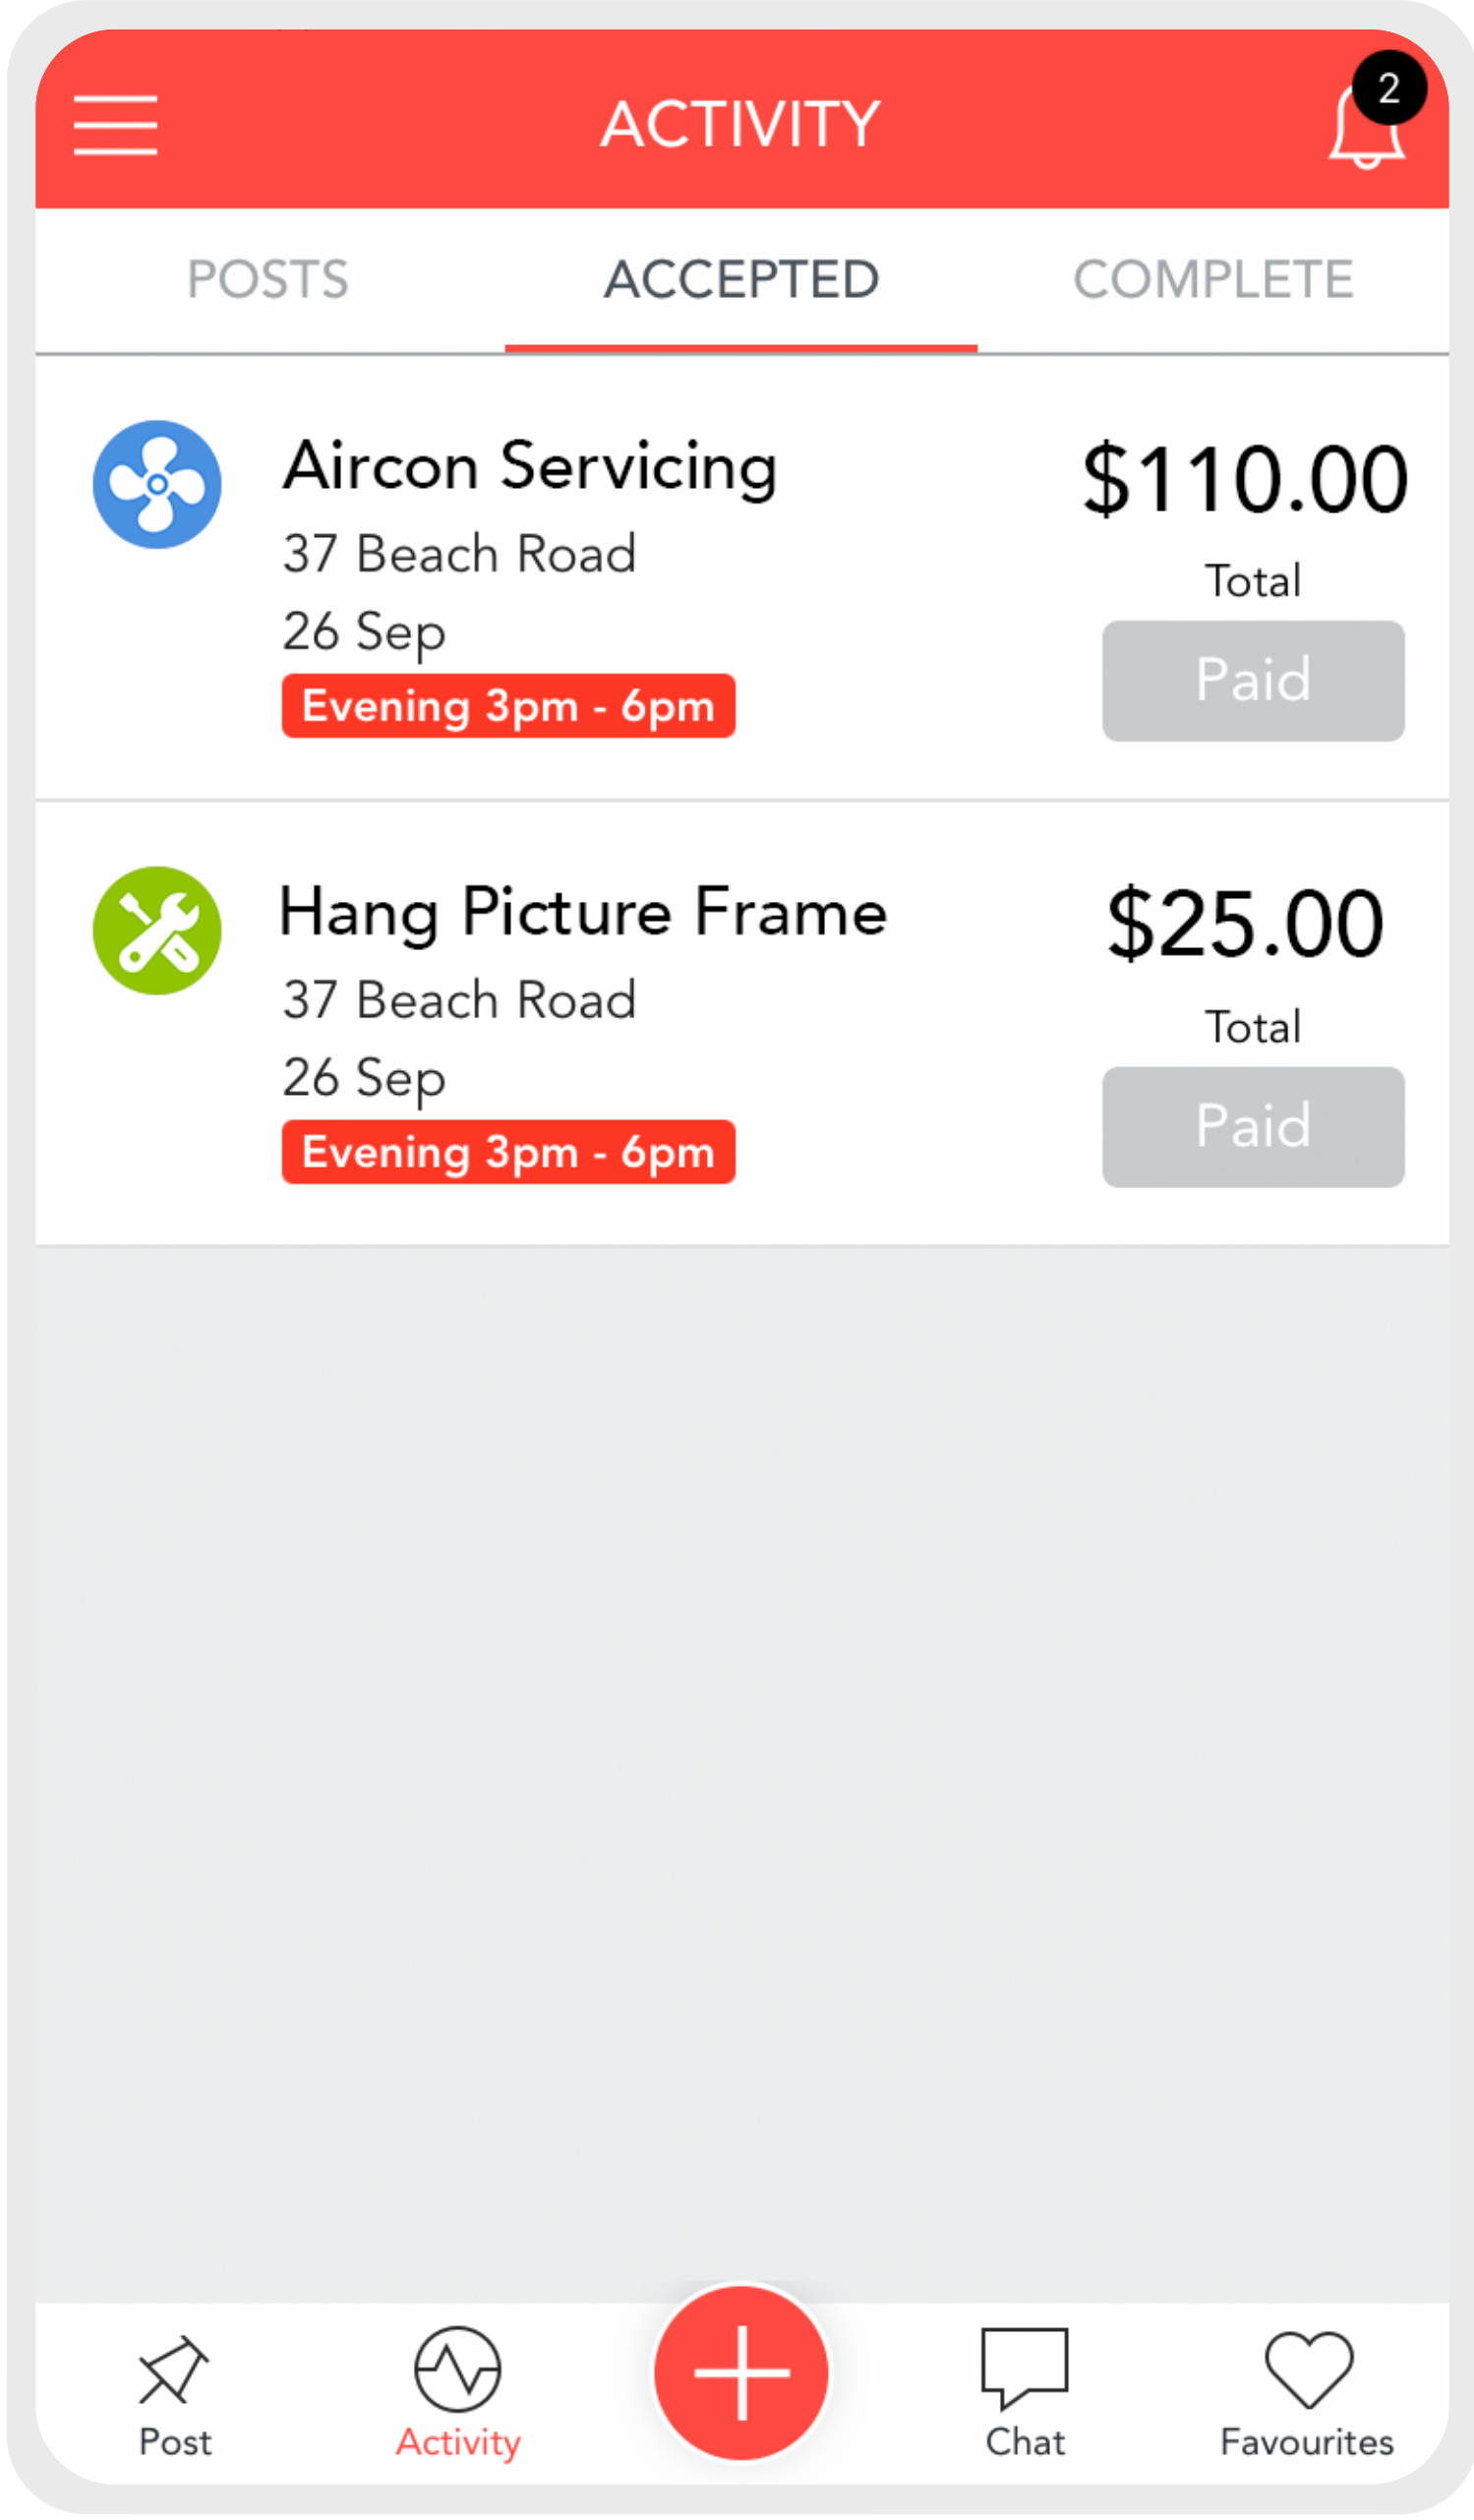 ACTIVITY
2
POSTS
ACCEPTED
COMPLETE
Aircon Servicing
37 Beach Road
26 Sep
Evening 3pm - 6pm
$110.00
Total
Paid
Hang Picture Frame
37 Beach Road
26 Sep
Evening 3pm - 6pm
$25.00
Total
Paid
Post
Activity
Chat
Favourites